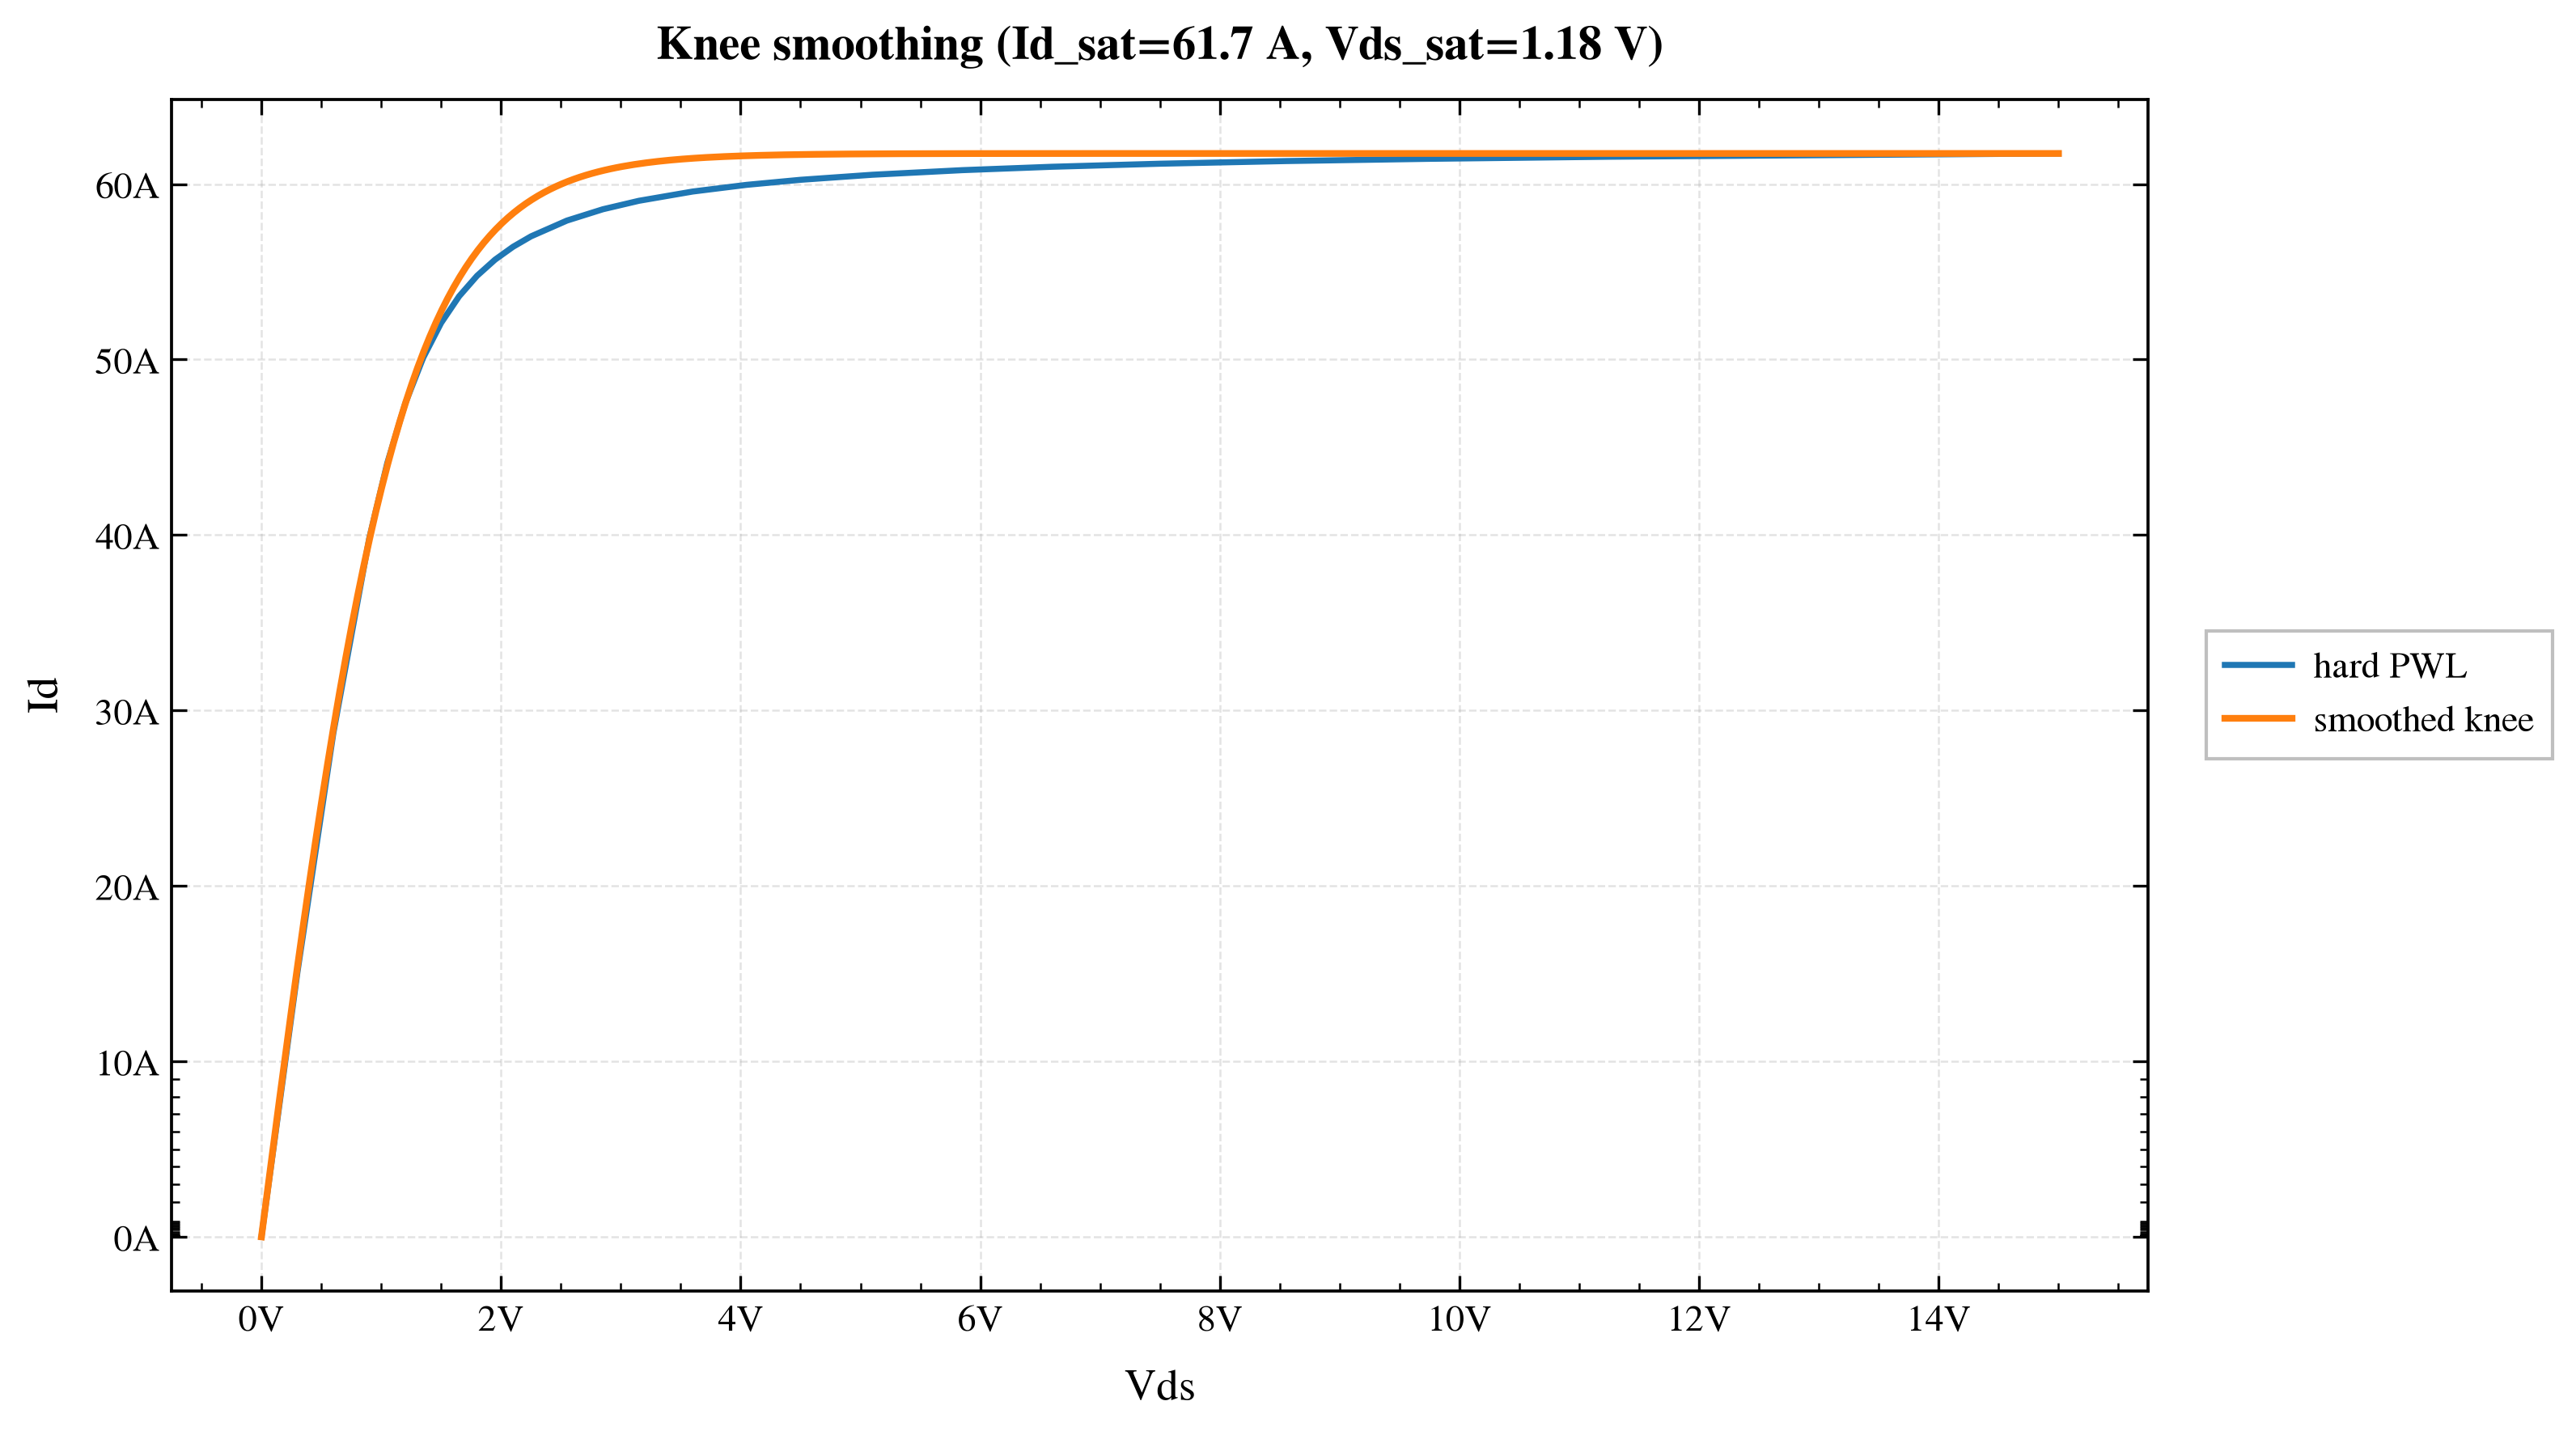 Knee smoothing (Id_sat=61.7 A, Vds_sat=1.18 V)
60A
50A
40A
30A
20A
10A
0A
Id
0V 2V 4V 6V 8V 10V 12V 14V
Vds
hard PWL
smoothed knee